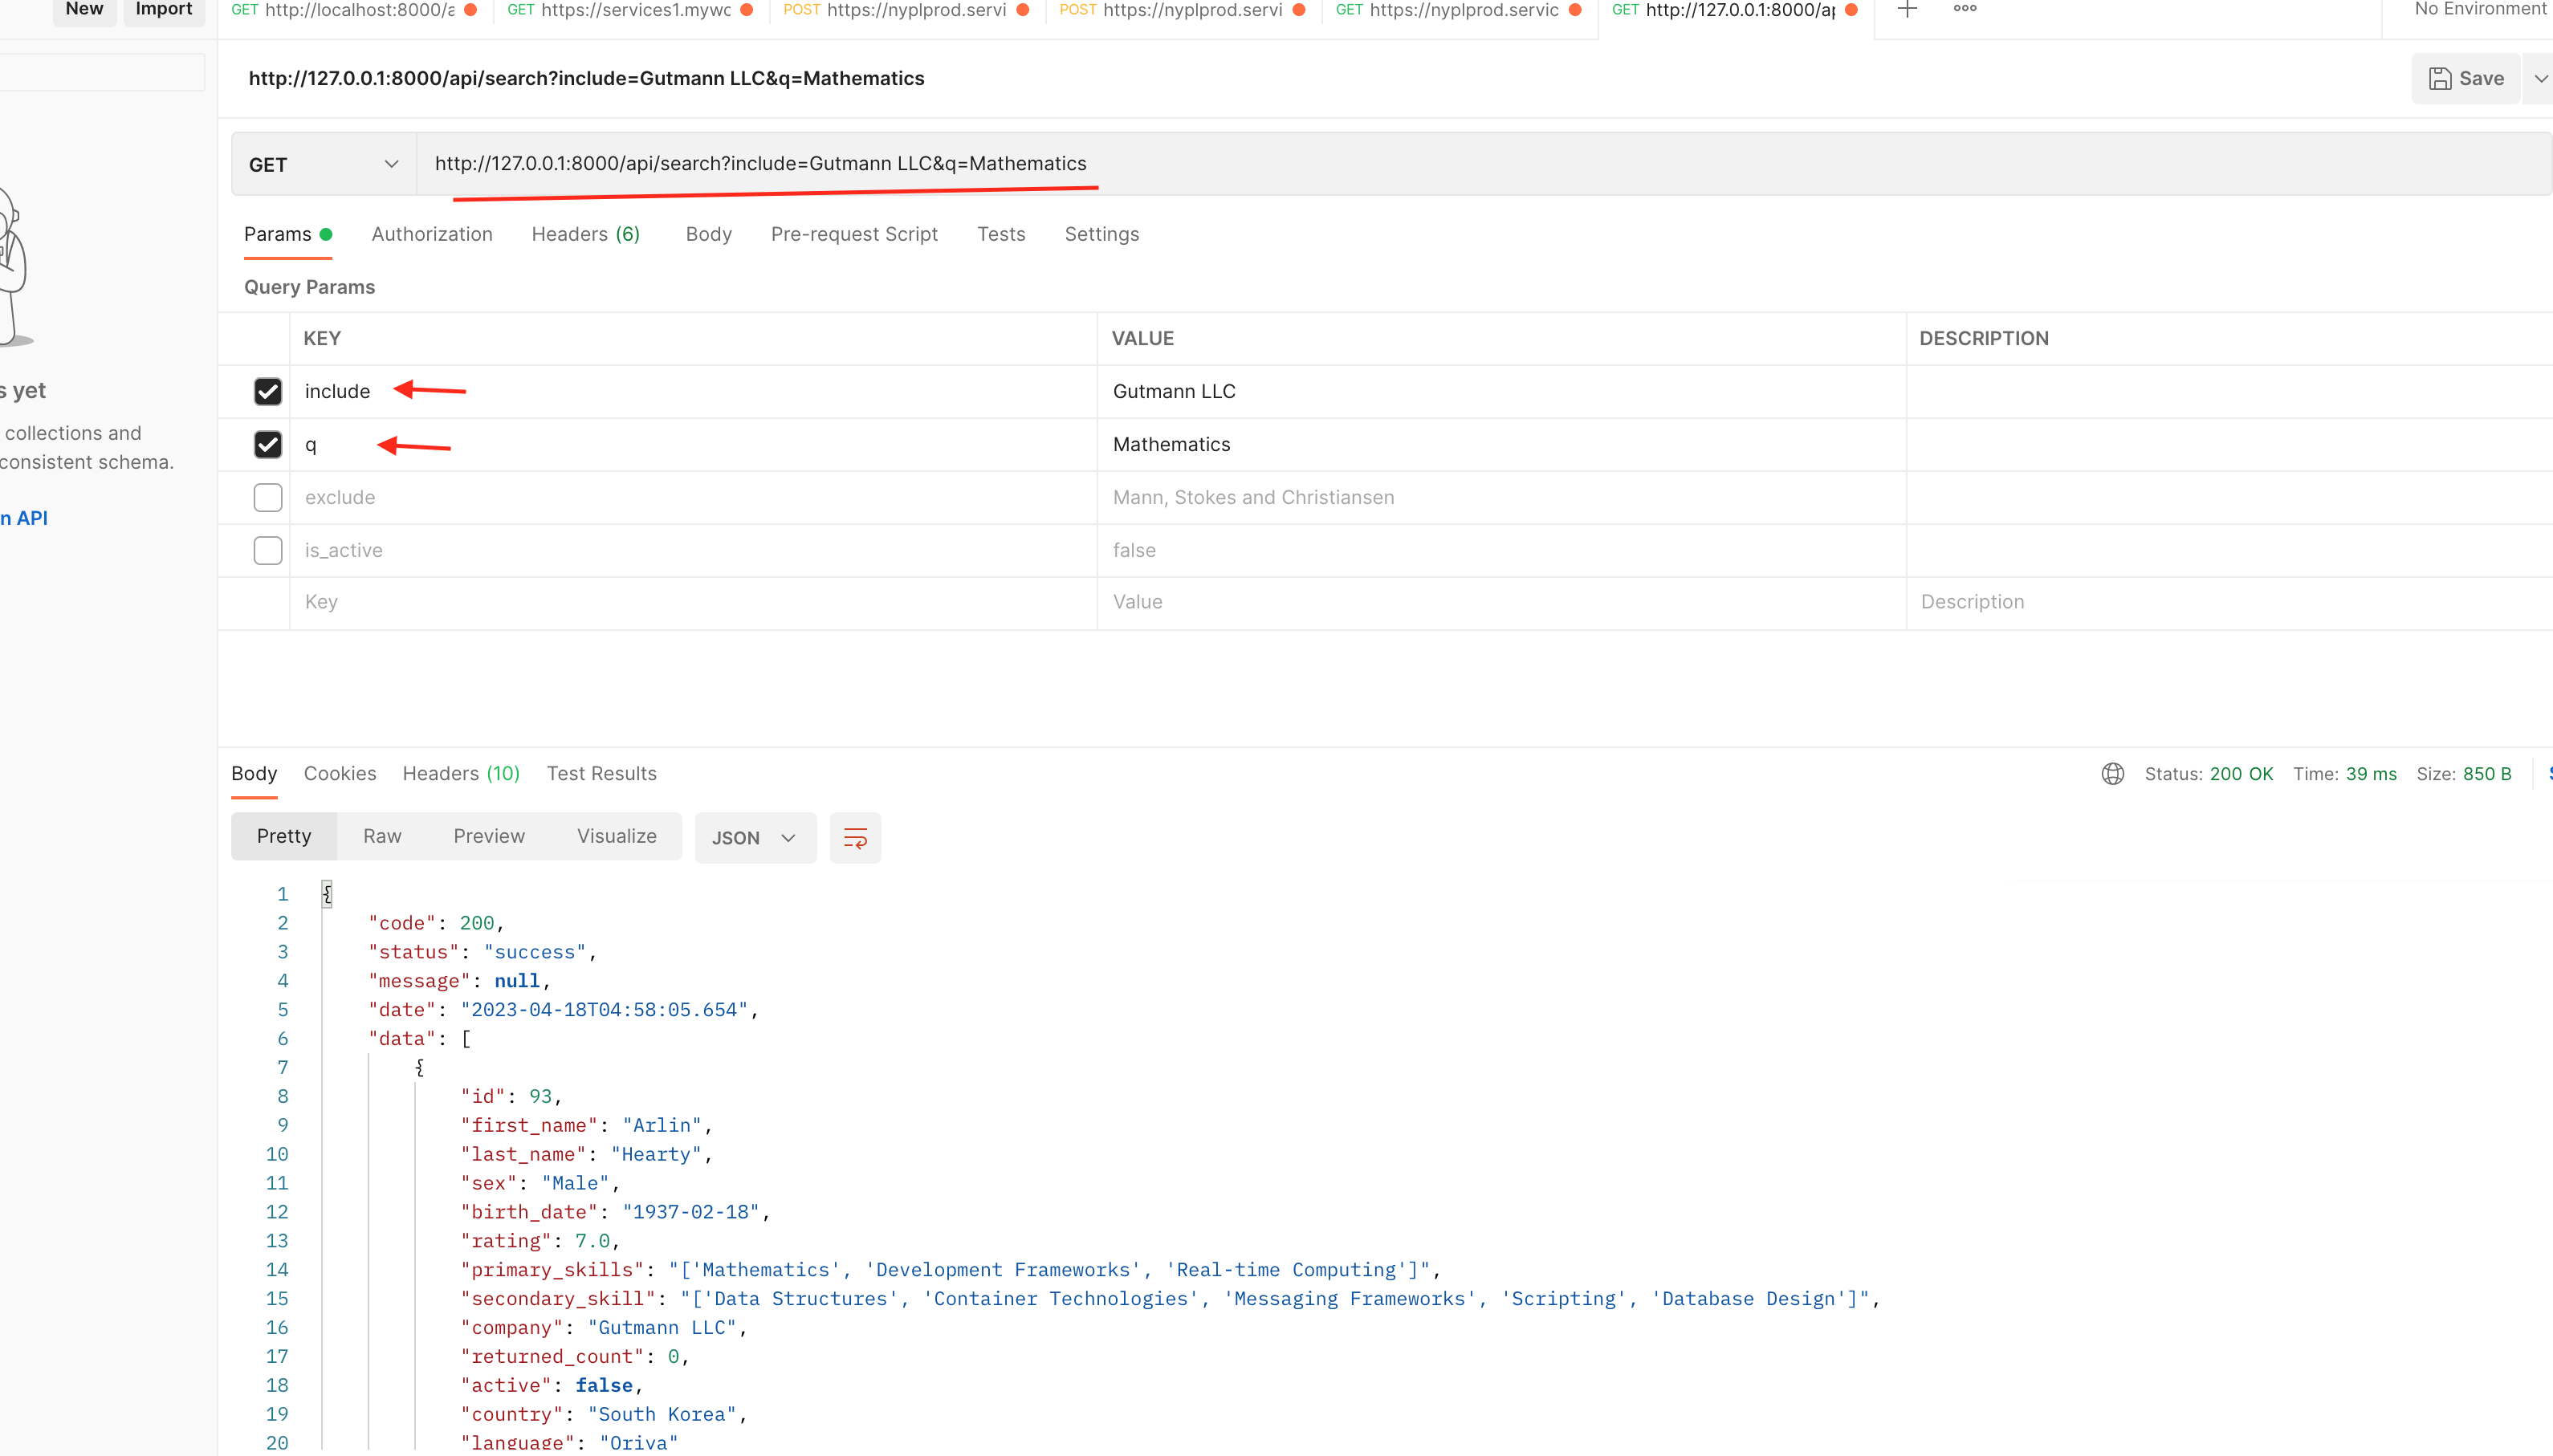 New Import GET http://localhost:8000/a GET https://services1.mywo POST https://nyplprod.servi POST https://nyplprod.servi GET https://nyplprod.servic GET http://127.0.0.1:8000/ap No Environment
http://127.0.0.1:8000/api/search?include=Gutmann LLC&q=Mathematics Save
GET http://127.0.0.1:8000/api/search?include=Gutmann LLC&q=Mathematics
Params Authorization Headers (6) Body Pre-request Script Tests Settings
Query Params
KEY VALUE DESCRIPTION
include Gutmann LLC
q Mathematics
exclude Mann, Stokes and Christiansen
is_active false
Key Value Description
s yet
collections and
consistent schema.
n API
Body Cookies Headers (10) Test Results Status: 200 OK Time: 39 ms Size: 850 B
Pretty Raw Preview Visualize JSON
1 {
2 "code": 200,
3 "status": "success",
4 "message": null,
5 "date": "2023-04-18T04:58:05.654",
6 "data": [
7 {
8 "id": 93,
9 "first_name": "Arlin",
10 "last_name": "Hearty",
11 "sex": "Male",
12 "birth_date": "1937-02-18",
13 "rating": 7.0,
14 "primary_skills": "['Mathematics', 'Development Frameworks', 'Real-time Computing']",
15 "secondary_skill": "['Data Structures', 'Container Technologies', 'Messaging Frameworks', 'Scripting', 'Database Design']",
16 "company": "Gutmann LLC",
17 "returned_count": 0,
18 "active": false,
19 "country": "South Korea",
20 "language": "Oriya"